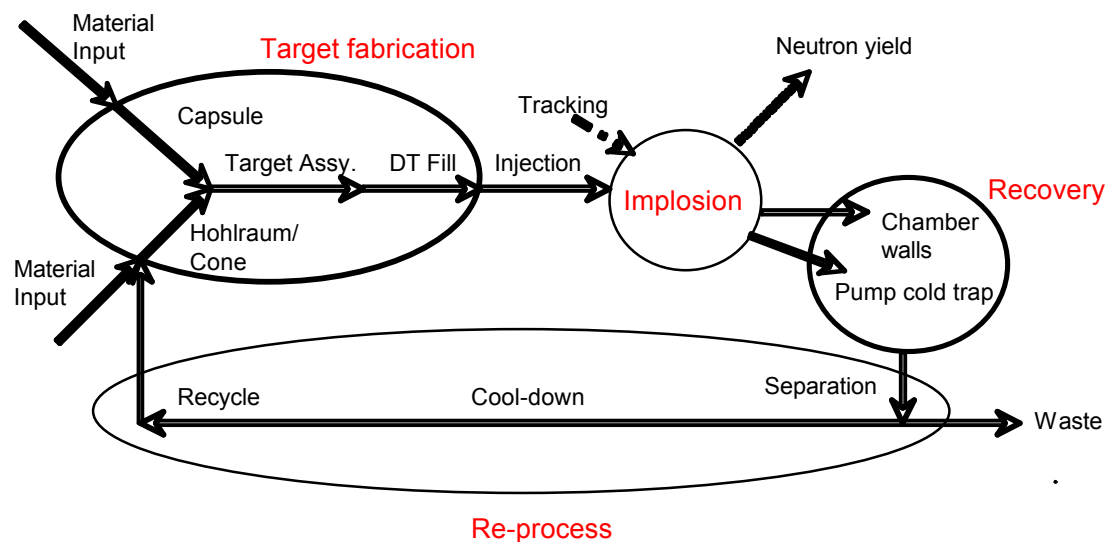 Material
Input
Target fabrication
Neutron yield
Capsule
Tracking
Target Assy.
DT Fill
Injection
Implosion
Recovery
Hohlraum/
Cone
Chamber
walls
Material
Input
Pump cold trap
Recycle
Cool-down
Separation
Waste
Re-process